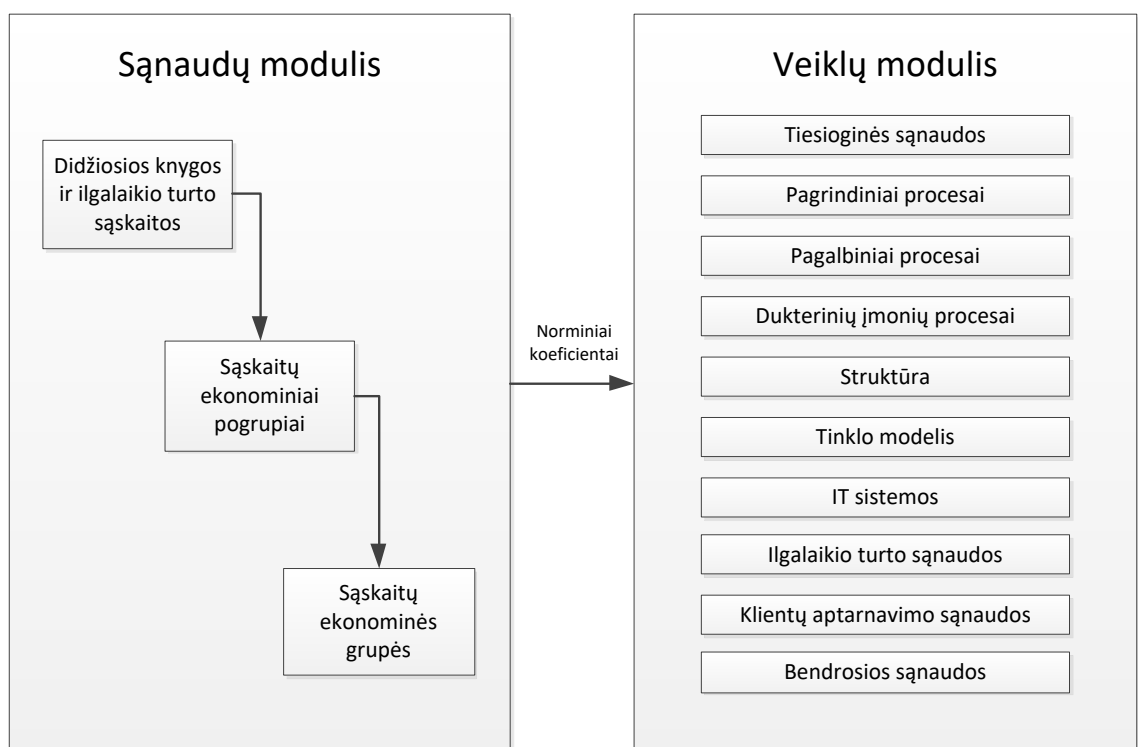 Sąnaudų modulis
Didžiosios knygos
ir ilgalaikio turto
sąskaitos
Sąskaitų
ekonominiai
pogrupiai
Sąskaitų
ekonominės
grupės
Norminiai
koeficientai
Veiklų modulis
Tiesioginės sąnaudos
Pagrindiniai procesai
Pagalbiniai procesai
Dukterinių įmonių procesai
Struktūra
Tinklo modelis
IT sistemos
Ilgalaikio turto sąnaudos
Klientų aptarnavimo sąnaudos
Bendrosios sąnaudos